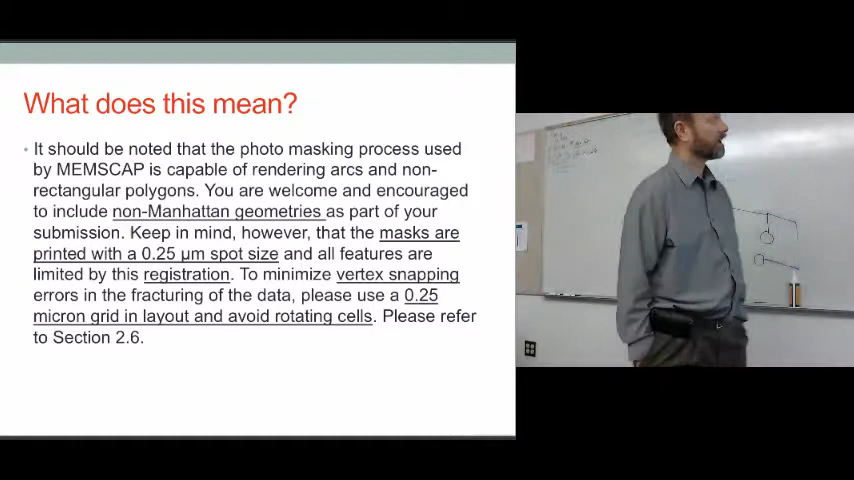 What does this mean?
• It should be noted that the photo masking process used
by MEMSCAP is capable of rendering arcs and non-
rectangular polygons. You are welcome and encouraged
to include non-Manhattan geometries as part of your
submission. Keep in mind, however, that the masks are
printed with a 0.25 µm spot size and all features are
limited by this registration. To minimize vertex snapping
errors in the fracturing of the data, please use a 0.25
micron grid in layout and avoid rotating cells. Please refer
to Section 2.6.